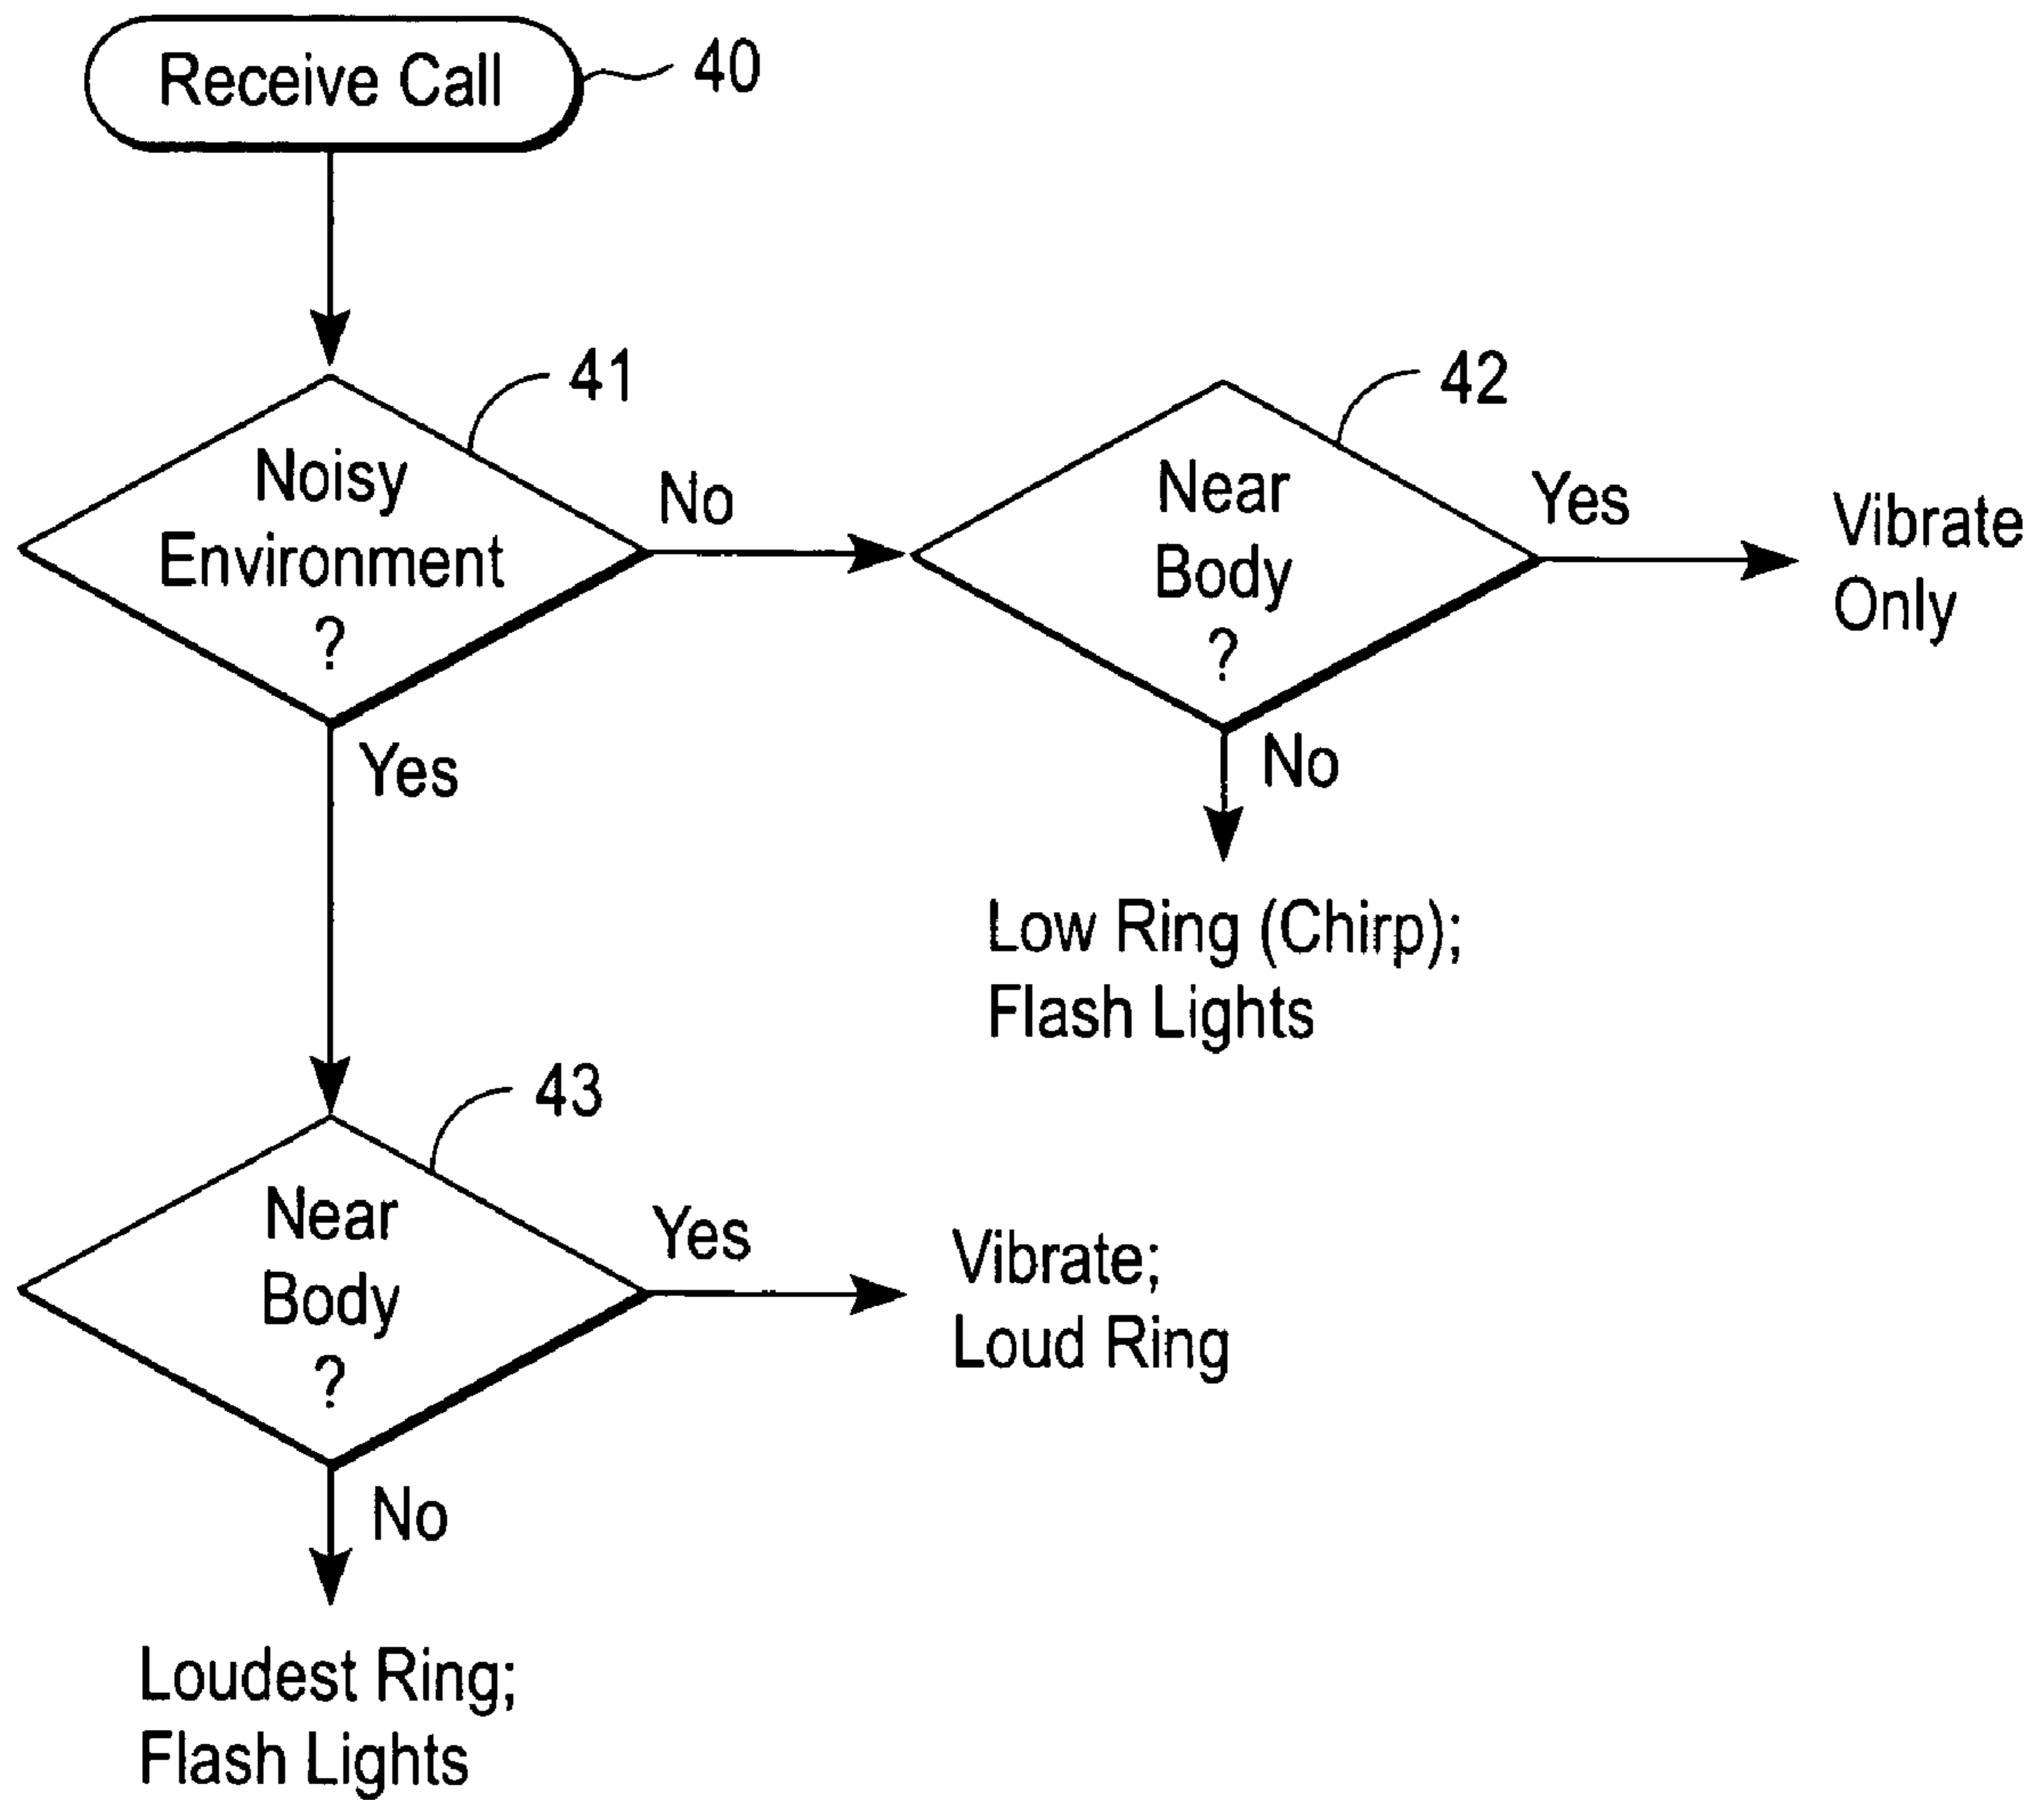 Receive Call
40
41
Noisy
Environment
?
No
Yes
42
Near
Body
?
Yes
Vibrate
Only
No
Low Ring (Chirp);
Flash Lights
43
Near
Body
?
Yes
Vibrate;
Loud Ring
No
Loudest Ring;
Flash Lights